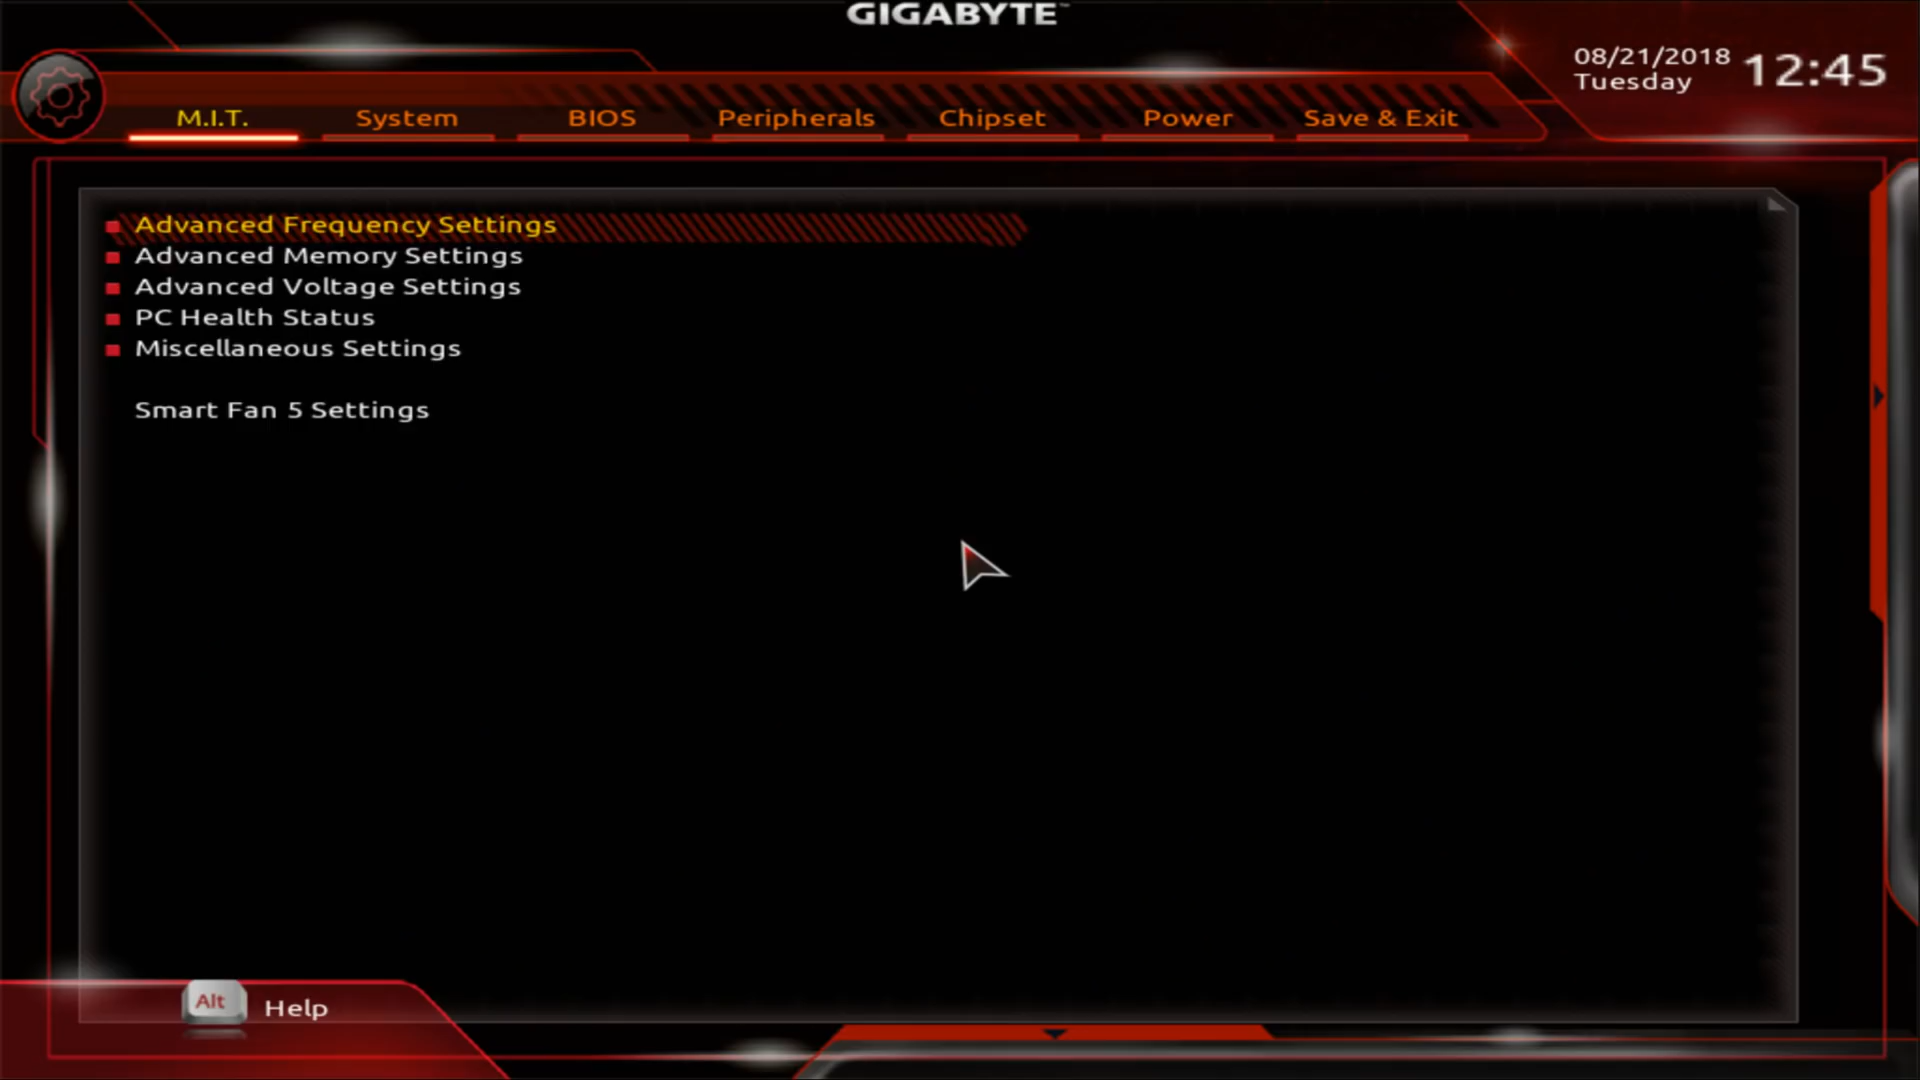 GIGABYTE™
08/21/2018
Tuesday
12:45
M.I.T.
System
BIOS
Peripherals
Chipset
Power
Save & Exit
Advanced Frequency Settings
Advanced Memory Settings
Advanced Voltage Settings
PC Health Status
Miscellaneous Settings
Smart Fan 5 Settings
Alt
Help